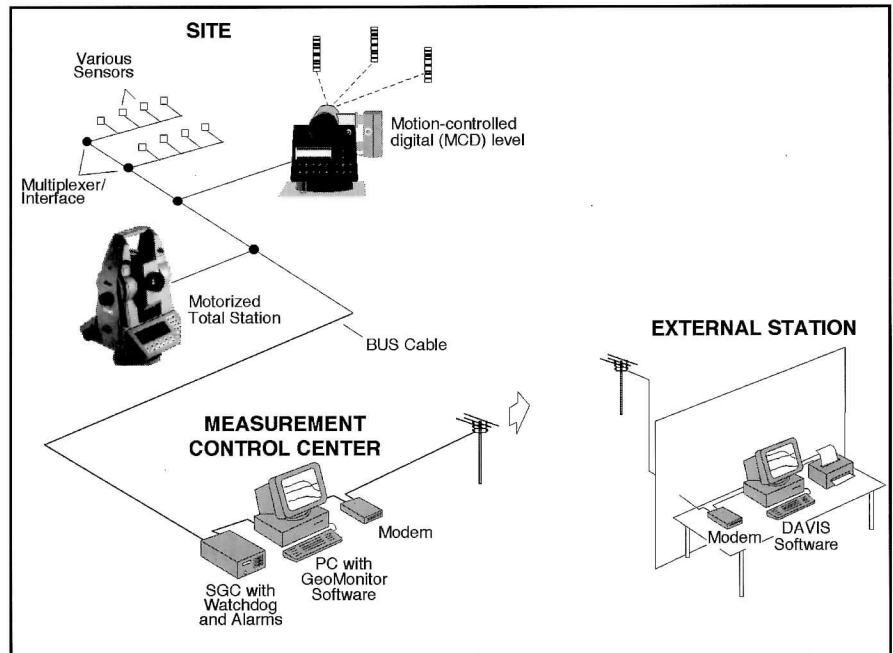 SITE
Various
Sensors
Motion-controlled
digital (MCD) level
Multiplexer/
Interface
Motorized
Total Station
BUS Cable
EXTERNAL STATION
MEASUREMENT
CONTROL CENTER
Modem
PC with
GeoMonitor
Software
SGC with
Watchdog
and Alarms
Modem
DAVIS
Software